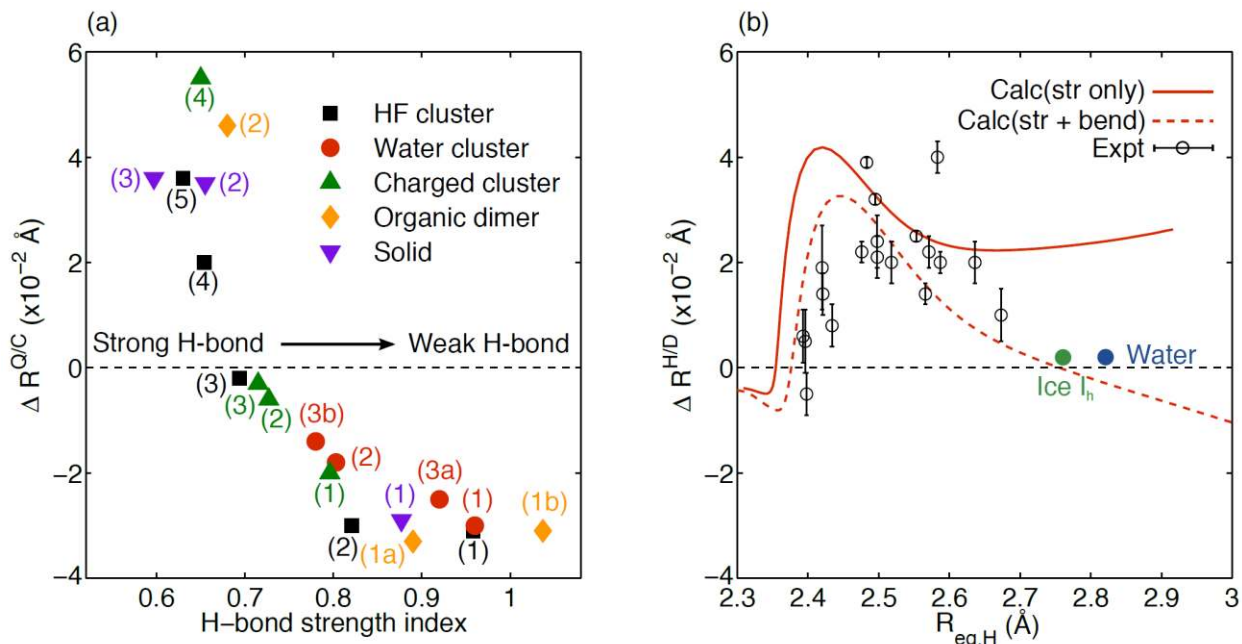 (a)
6
4
2
0
−2
−4
Δ R^{Q/C} (x10^{−2} Å)
0.6
0.7
0.8
0.9
1
H−bond strength index
HF cluster
Water cluster
Charged cluster
Organic dimer
Solid
(4)
(2)
(3)
(5)
(2)
(4)
Strong H-bond
Weak H-bond
(3)
(3)
(2)
(3b)
(2)
(1)
(3a)
(1)
(1)
(1b)
(2)
(1a)
(1)
(b)
6
4
2
0
−2
−4
Δ R^{H/D} (x10^{−2} Å)
2.3
2.4
2.5
2.6
2.7
2.8
2.9
3
R_{eq,H} (Å)
Calc(str only)
Calc(str + bend)
Expt
Water
Ice I_h